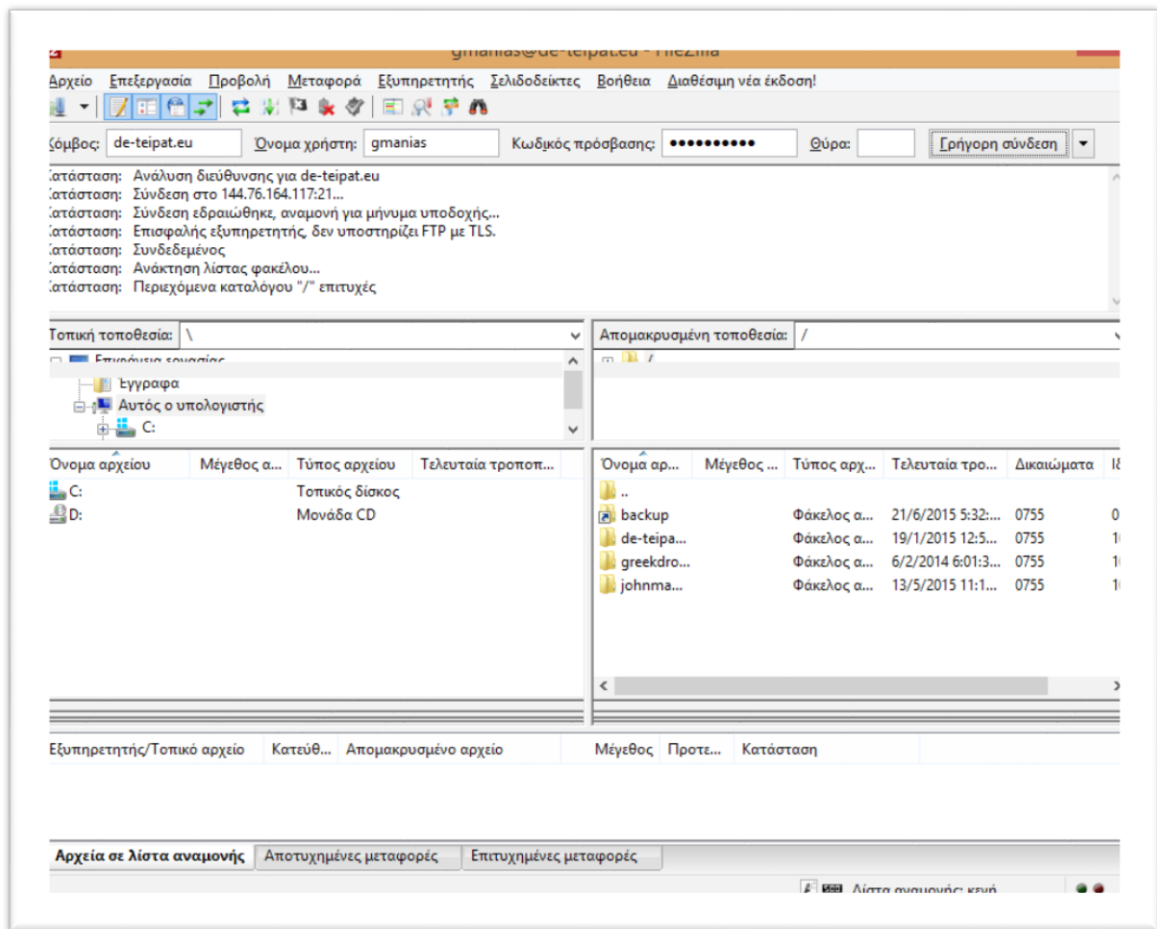 gmanias@de-teipat.eu - FileZilla
Αρχείο Επεξεργασία Προβολή Μεταφορά Εξυπηρετητής Σελιδοδείκτες Βοήθεια Διαθέσιμη νέα έκδοση!
Κόμβος: de-teipat.eu Όνομα χρήστη: gmanias Κωδικός πρόσβασης: •••••••••• Θύρα: Γρήγορη σύνδεση
Κατάσταση: Ανάλυση διεύθυνσης για de-teipat.eu
Κατάσταση: Σύνδεση στο 144.76.164.117:21...
Κατάσταση: Σύνδεση εδραιώθηκε, αναμονή για μήνυμα υποδοχής...
Κατάσταση: Επισφαλής εξυπηρετητής, δεν υποστηρίζει FTP με TLS.
Κατάσταση: Συνδεδεμένος
Κατάσταση: Ανάκτηση λίστας φακέλου...
Κατάσταση: Περιεχόμενα καταλόγου "/" επιτυχές
Τοπική τοποθεσία: \
Επιφάνεια εργασίας
Έγγραφα
Αυτός ο υπολογιστής
C:
Απομακρυσμένη τοποθεσία: /
/
Όνομα αρχείου Μέγεθος α... Τύπος αρχείου Τελευταία τροποπ...
C: Τοπικός δίσκος
D: Μονάδα CD
Όνομα αρ... Μέγεθος ... Τύπος αρχ... Τελευταία τρο... Δικαιώματα Ιδ
..
backup Φάκελος α... 21/6/2015 5:32:... 0755 0
de-teipa... Φάκελος α... 19/1/2015 12:5... 0755 10
greekdro... Φάκελος α... 6/2/2014 6:01:3... 0755 10
johnma... Φάκελος α... 13/5/2015 11:1... 0755 10
Εξυπηρετητής/Τοπικό αρχείο Κατεύθ... Απομακρυσμένο αρχείο Μέγεθος Προτε... Κατάσταση
Αρχεία σε λίστα αναμονής Αποτυχημένες μεταφορές Επιτυχημένες μεταφορές
Λίστα αναμονής: κενή